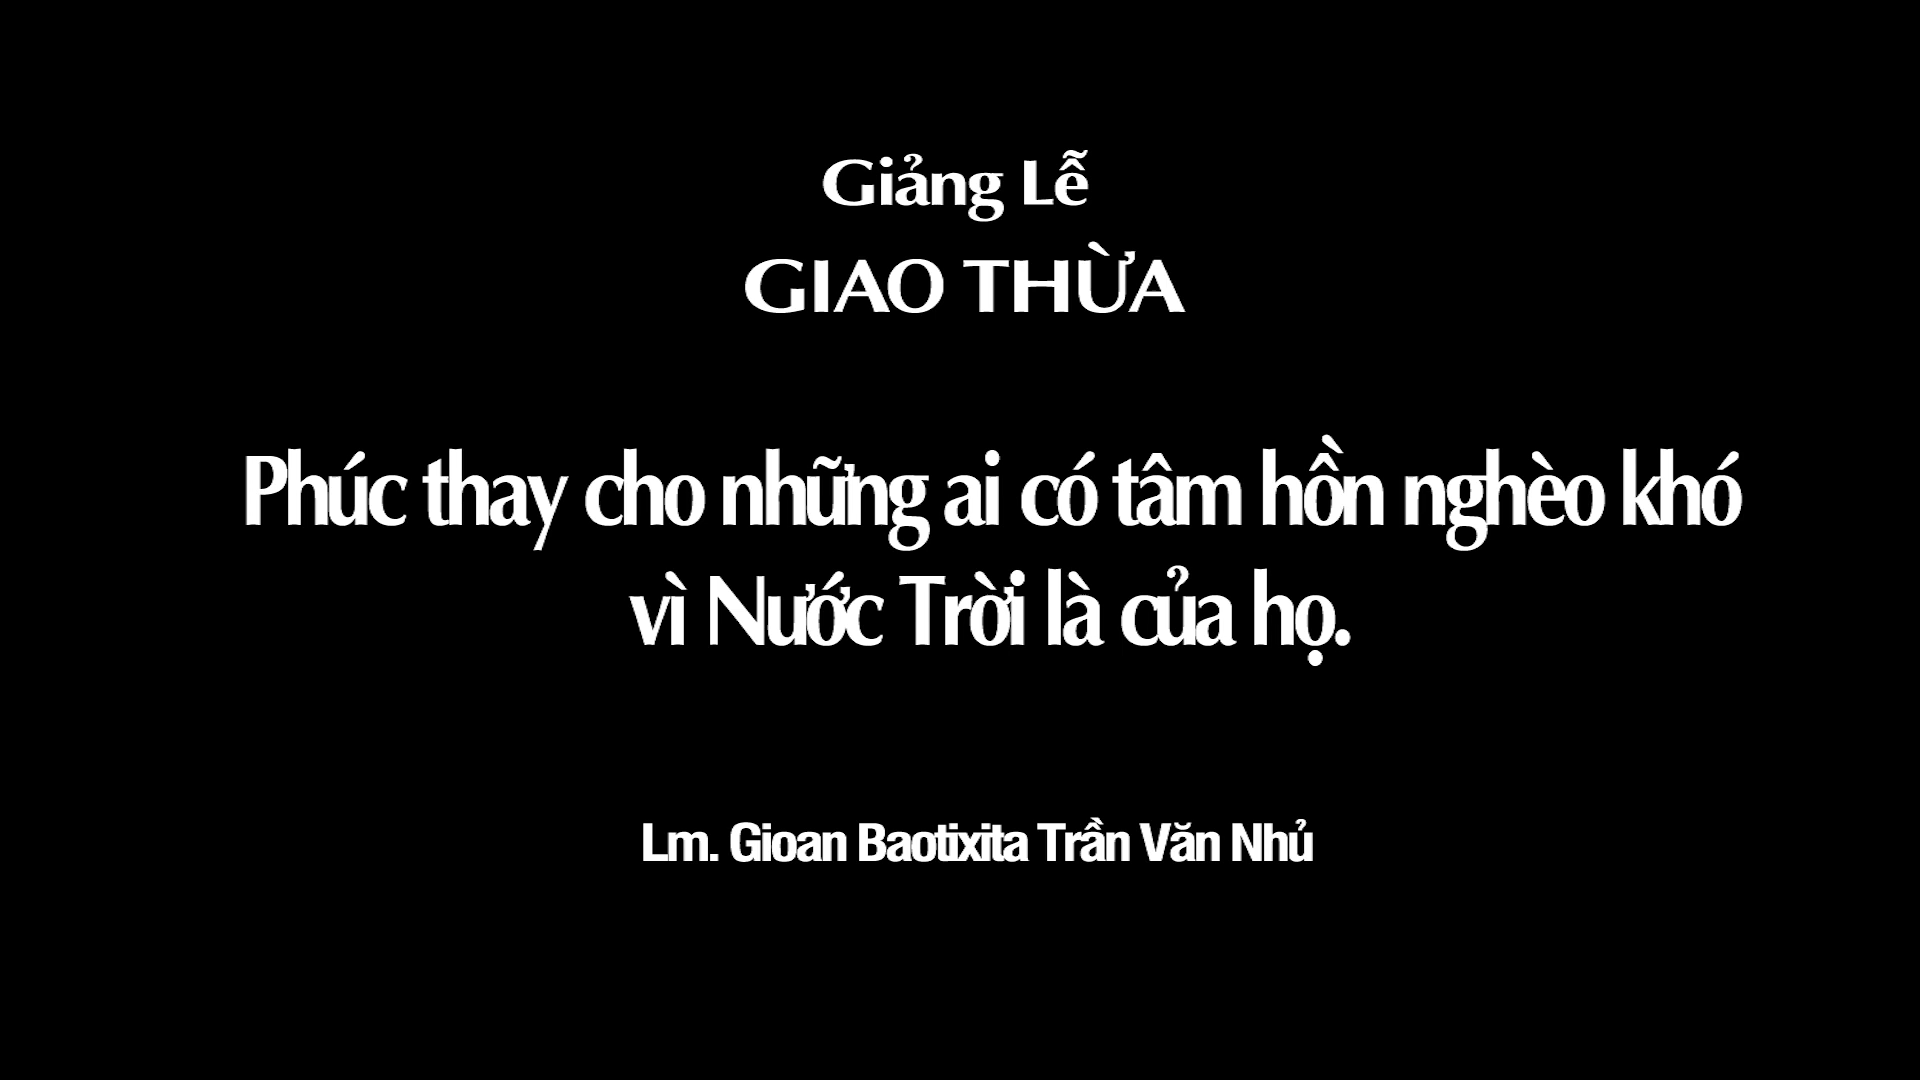 Giảng Lễ
GIAO THỪA
Phúc thay cho những ai có tâm hồn nghèo khó
vì Nước Trời là của họ.
Lm. Gioan Baotixita Trần Văn Nhủ